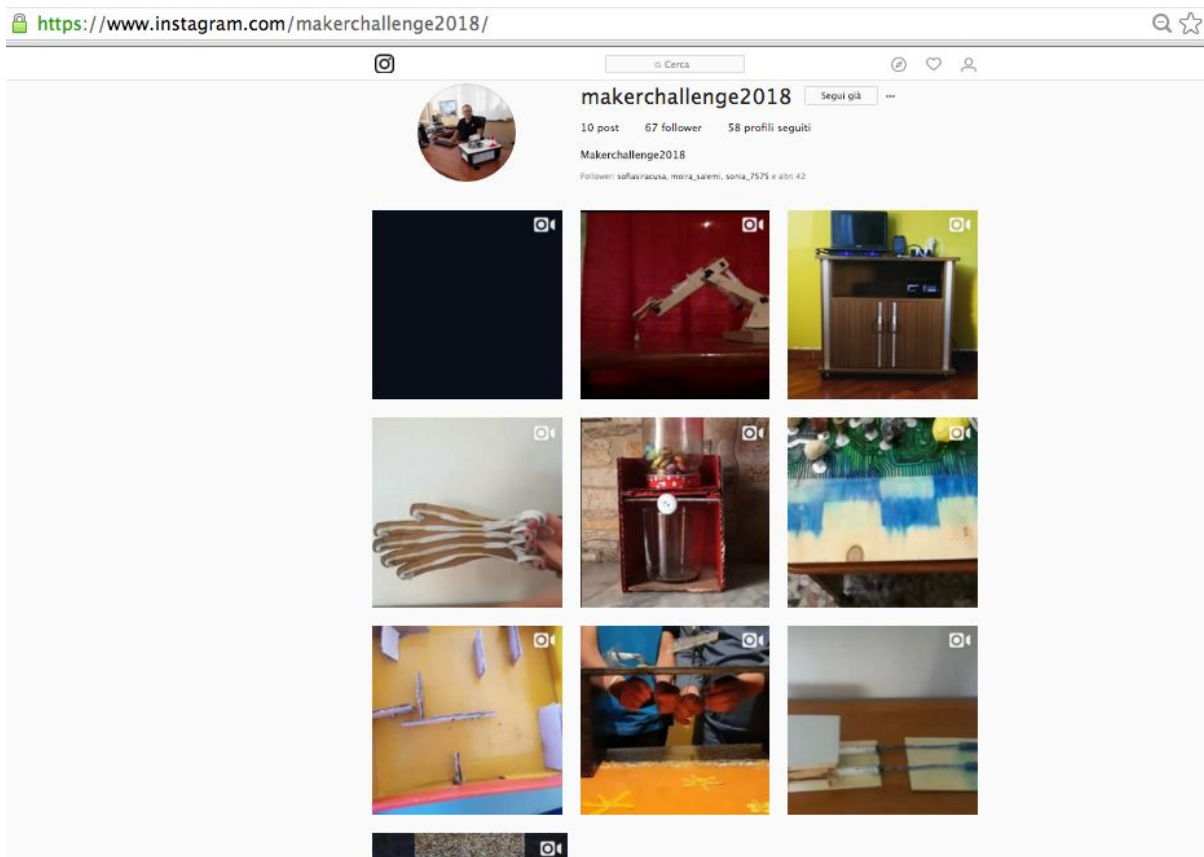 https://www.instagram.com/makerchallenge2018/
Cerca
makerchallenge2018 Segui già
10 post 67 follower 58 profili seguiti
Makerchallenge2018
Follower: sofiasiracusa, moira_salemi, sonia_7575 e altri 42